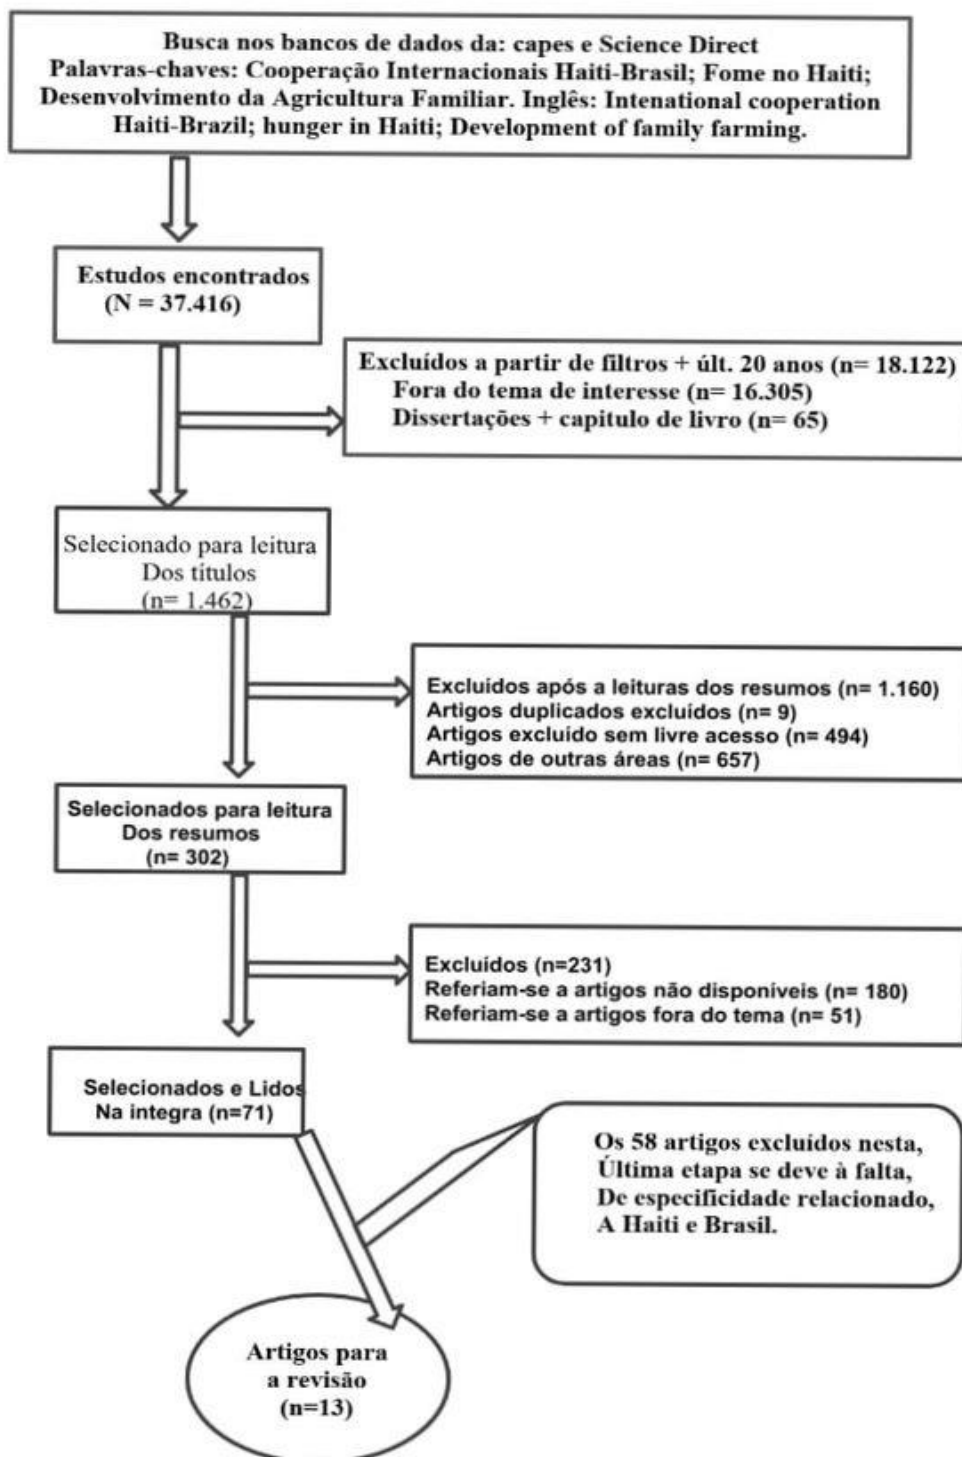 Busca nos bancos de dados da: capes e Science Direct
Palavras-chaves: Cooperação Internacionais Haiti-Brasil; Fome no Haiti;
Desenvolvimento da Agricultura Familiar. Inglês: Intenational cooperation
Haiti-Brazil; hunger in Haiti; Development of family farming.
Estudos encontrados
(N = 37.416)
Excluídos a partir de filtros + últ. 20 anos (n= 18.122)
Fora do tema de interesse (n= 16.305)
Dissertações + capitulo de livro (n= 65)
Selecionado para leitura
Dos titulos
(n= 1.462)
Excluídos após a leituras dos resumos (n= 1.160)
Artigos duplicados excluídos (n= 9)
Artigos excluído sem livre acesso (n= 494)
Artigos de outras áreas (n= 657)
Selecionados para leitura
Dos resumos
(n= 302)
Excluídos (n=231)
Referiam-se a artigos não disponíveis (n= 180)
Referiam-se a artigos fora do tema (n= 51)
Selecionados e Lidos
Na integra (n=71)
Os 58 artigos excluídos nesta,
Última etapa se deve à falta,
De especificidade relacionado,
A Haiti e Brasil.
Artigos para
a revisão
(n=13)